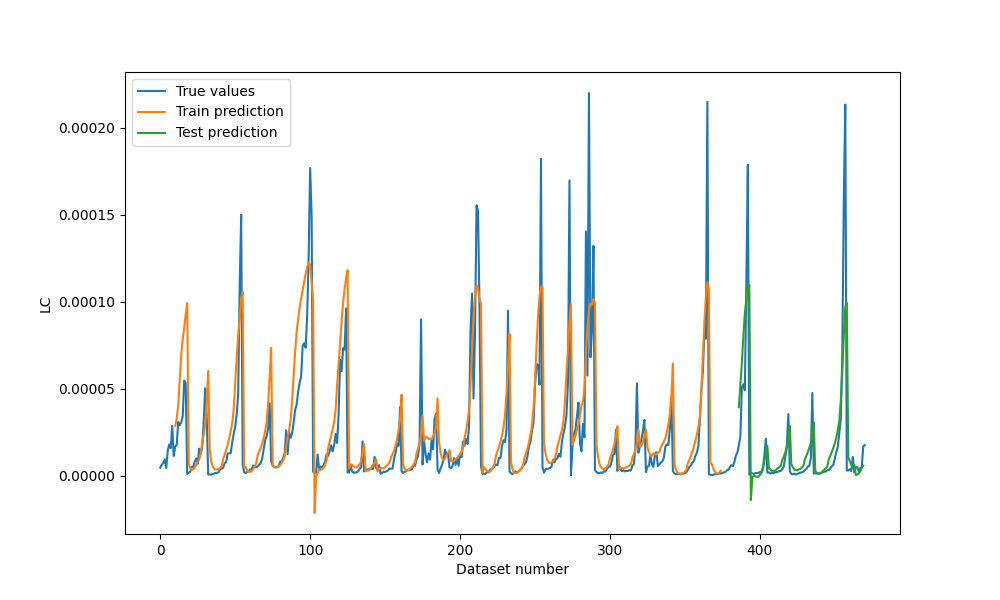 True values
Train prediction
Test prediction
0.00020
0.00015
0.00010
0.00005
0.00000
LC
0
100
200
300
400
Dataset number